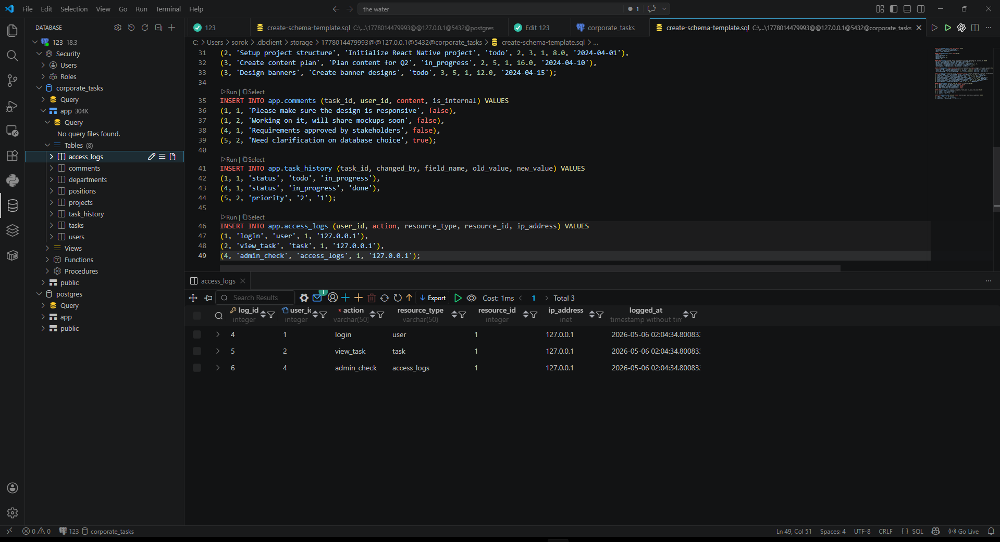 File Edit Selection View Go Run Terminal Help
the water
1
DATABASE
123 18.3
Security
Users
Roles
corporate_tasks
Query
app 304K
Query
No query files found.
Tables (8)
access_logs
comments
departments
positions
projects
task_history
tasks
users
Views
Functions
Procedures
public
postgres
Query
app
public
123
create-schema-template.sql C:\...\1778014479993@@127.0.0.1@5432@postgres
Edit 123
corporate_tasks
create-schema-template.sql C:\...\1778014479993@@127.0.0.1@5432@corporate_tasks
C: > Users > sorok > .dbclient > storage > 1778014479993@@127.0.0.1@5432@corporate_tasks > create-schema-template.sql > ...
31 (2, 'Setup project structure', 'Initialize React Native project', 'todo', 2, 3, 1, 8.0, '2024-04-01'),
32 (3, 'Create content plan', 'Plan content for Q2', 'in_progress', 2, 5, 1, 16.0, '2024-04-10'),
33 (3, 'Design banners', 'Create banner designs', 'todo', 3, 5, 1, 12.0, '2024-04-15');
34
Run | Select
35 INSERT INTO app.comments (task_id, user_id, content, is_internal) VALUES
36 (1, 1, 'Please make sure the design is responsive', false),
37 (1, 2, 'Working on it, will share mockups soon', false),
38 (4, 1, 'Requirements approved by stakeholders', false),
39 (5, 2, 'Need clarification on database choice', true);
40
Run | Select
41 INSERT INTO app.task_history (task_id, changed_by, field_name, old_value, new_value) VALUES
42 (1, 1, 'status', 'todo', 'in_progress'),
43 (4, 1, 'status', 'in_progress', 'done'),
44 (5, 2, 'priority', '2', '1');
45
Run | Select
46 INSERT INTO app.access_logs (user_id, action, resource_type, resource_id, ip_address) VALUES
47 (1, 'login', 'user', 1, '127.0.0.1'),
48 (2, 'view_task', 'task', 1, '127.0.0.1'),
49 (4, 'admin_check', 'access_logs', 1, '127.0.0.1');
access_logs
Search Results 1 Export Cost: 1ms 1 Total 3
log_id user_id * action resource_type resource_id ip_address logged_at
integer integer varchar(50) varchar(50) integer inet timestamp without tim
4 1 login user 1 127.0.0.1 2026-05-06 02:04:34.800833
5 2 view_task task 1 127.0.0.1 2026-05-06 02:04:34.800833
6 4 admin_check access_logs 1 127.0.0.1 2026-05-06 02:04:34.800833
0 0 123 corporate_tasks Ln 49, Col 51 Spaces: 4 UTF-8 CRLF { } SQL Go Live